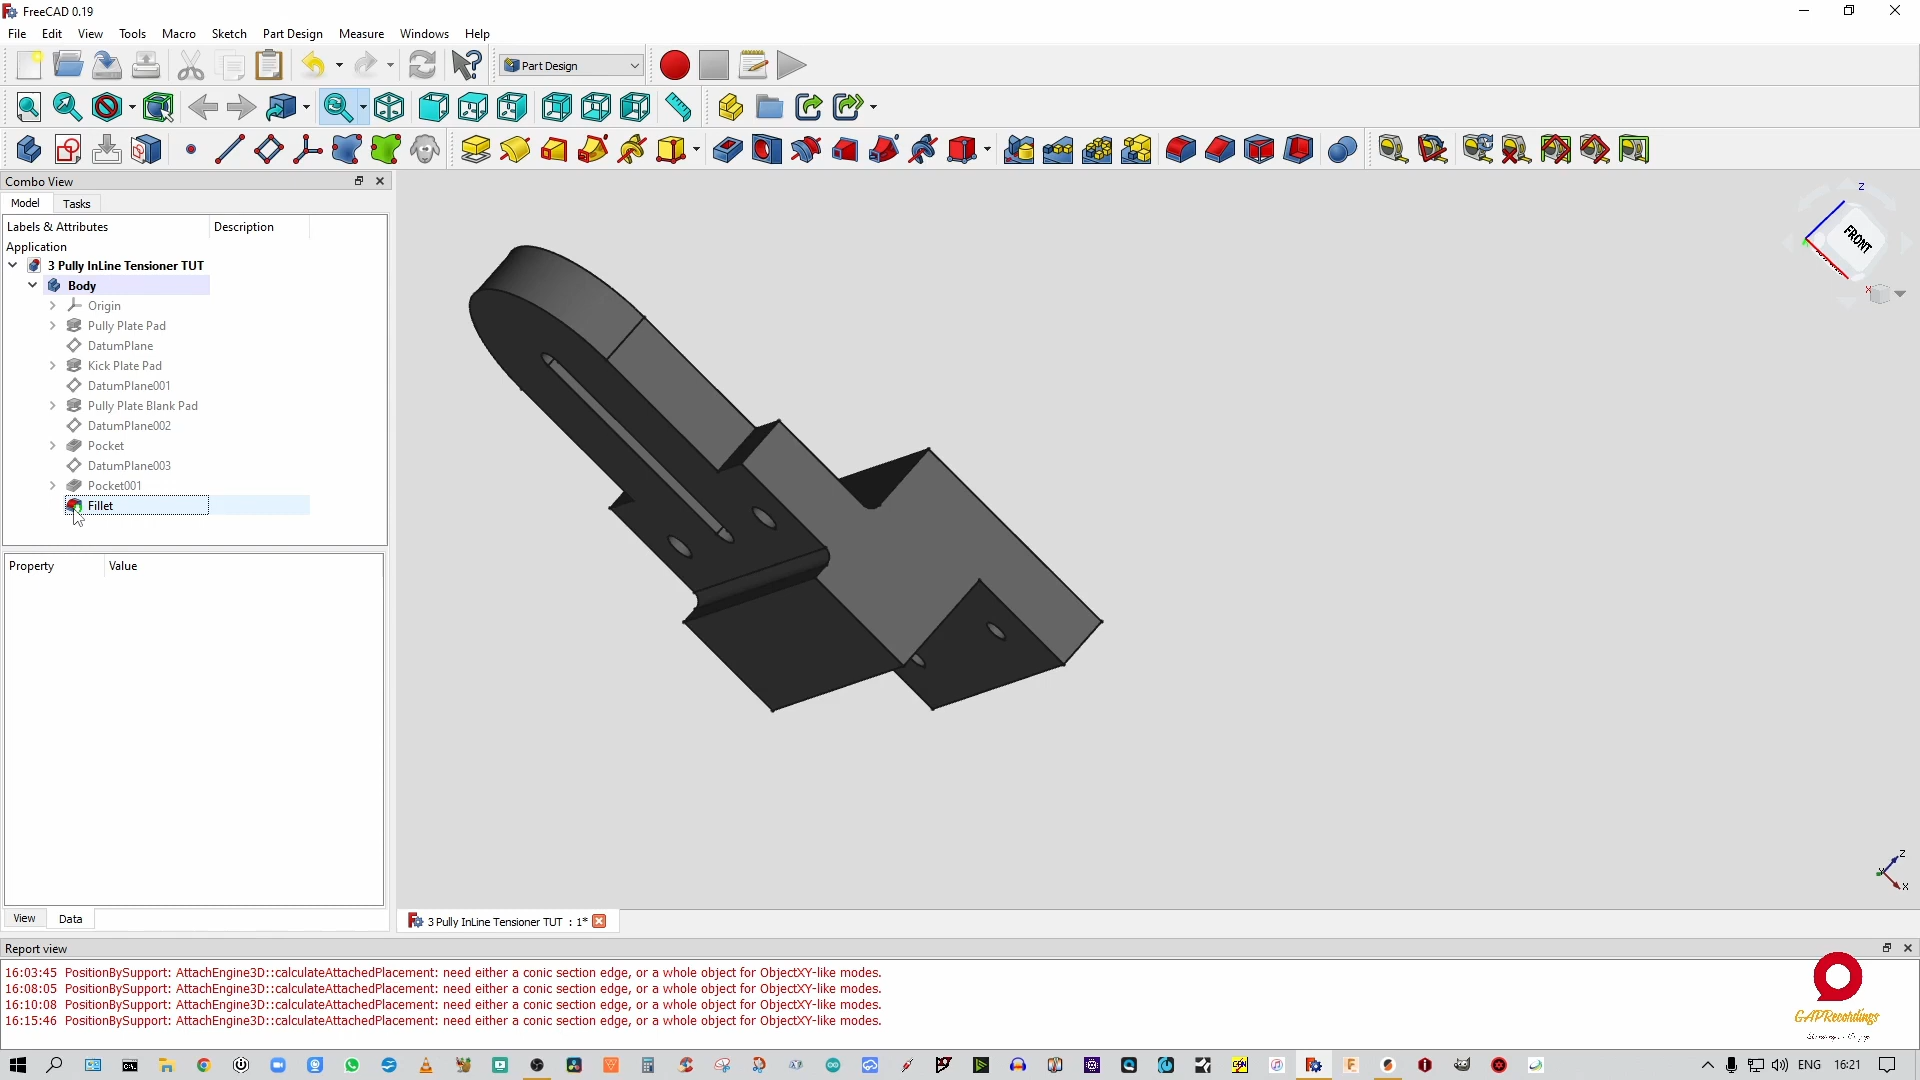 FreeCAD 0.19
File Edit View Tools Macro Sketch Part Design Measure Windows Help
Part Design
Combo View
Model Tasks
Labels & Attributes Description
Application
3 Pully InLine Tensioner TUT
Body
Origin
Pully Plate Pad
DatumPlane
Kick Plate Pad
DatumPlane001
Pully Plate Blank Pad
DatumPlane002
Pocket
DatumPlane003
Pocket001
Fillet
Property Value
View Data
Z
FRONT
X
Z
X
3 Pully InLine Tensioner TUT : 1*
Report view
16:03:45 PositionBySupport: AttachEngine3D::calculateAttachedPlacement: need either a conic section edge, or a whole object for ObjectXY-like modes.
16:08:05 PositionBySupport: AttachEngine3D::calculateAttachedPlacement: need either a conic section edge, or a whole object for ObjectXY-like modes.
16:10:08 PositionBySupport: AttachEngine3D::calculateAttachedPlacement: need either a conic section edge, or a whole object for ObjectXY-like modes.
16:15:46 PositionBySupport: AttachEngine3D::calculateAttachedPlacement: need either a conic section edge, or a whole object for ObjectXY-like modes.
GAPRecordings
ENG 16:21